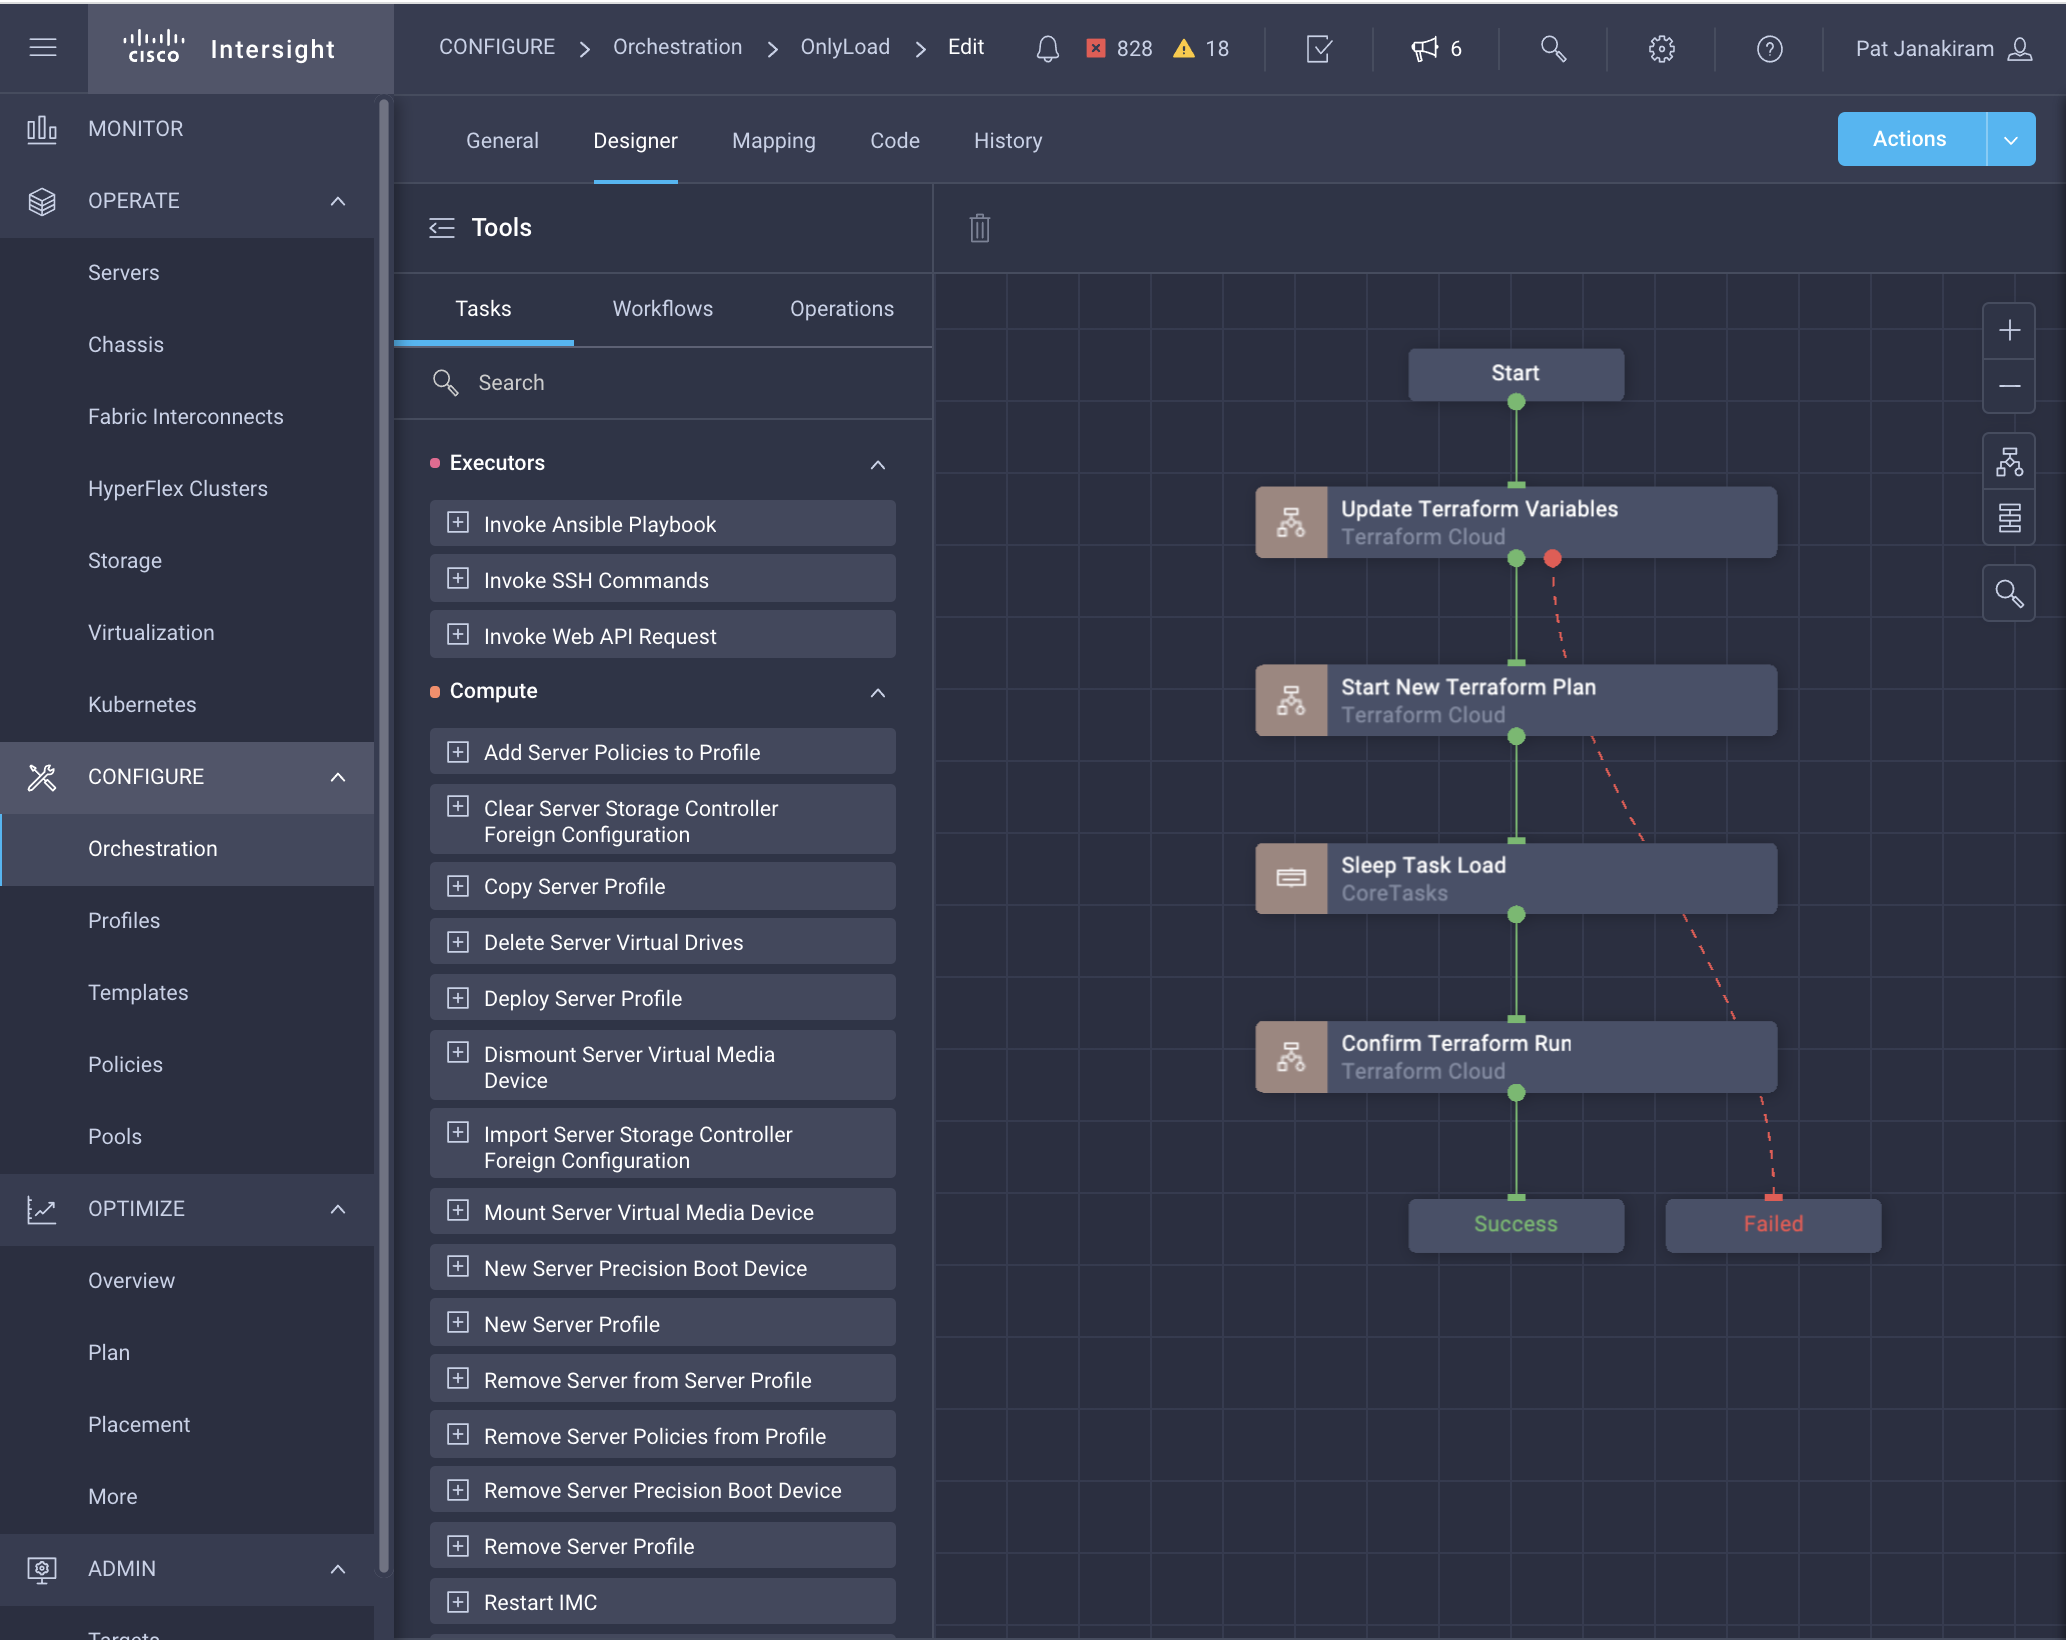 cisco Intersight
CONFIGURE > Orchestration > OnlyLoad > Edit
828 18
6
Pat Janakiram
MONITOR
OPERATE
Servers
Chassis
Fabric Interconnects
HyperFlex Clusters
Storage
Virtualization
Kubernetes
CONFIGURE
Orchestration
Profiles
Templates
Policies
Pools
OPTIMIZE
Overview
Plan
Placement
More
ADMIN
Targets
General Designer Mapping Code History
Actions
Tools
Tasks Workflows Operations
Search
Executors
Invoke Ansible Playbook
Invoke SSH Commands
Invoke Web API Request
Compute
Add Server Policies to Profile
Clear Server Storage Controller
Foreign Configuration
Copy Server Profile
Delete Server Virtual Drives
Deploy Server Profile
Dismount Server Virtual Media
Device
Import Server Storage Controller
Foreign Configuration
Mount Server Virtual Media Device
New Server Precision Boot Device
New Server Profile
Remove Server from Server Profile
Remove Server Policies from Profile
Remove Server Precision Boot Device
Remove Server Profile
Restart IMC
Start
Update Terraform Variables
Terraform Cloud
Start New Terraform Plan
Terraform Cloud
Sleep Task Load
CoreTasks
Confirm Terraform Run
Terraform Cloud
Success
Failed